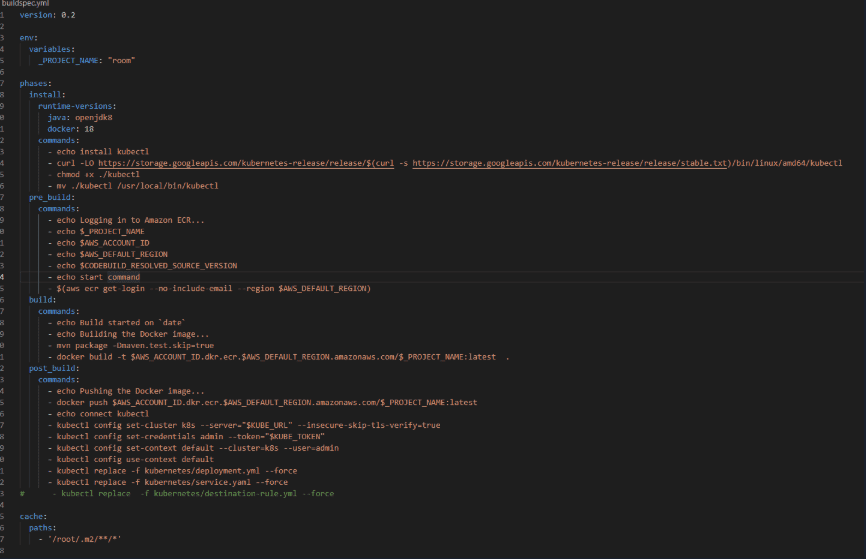 buildspec.yml
1 version: 0.2
2
3 env:
4   variables:
5     _PROJECT_NAME: "room"
6
7 phases:
8   install:
9     runtime-versions:
0       java: openjdk8
1       docker: 18
2     commands:
3       - echo install kubectl
4       - curl -LO https://storage.googleapis.com/kubernetes-release/release/$(curl -s https://storage.googleapis.com/kubernetes-release/release/stable.txt)/bin/linux/amd64/kubectl
5       - chmod +x ./kubectl
6       - mv ./kubectl /usr/local/bin/kubectl
7   pre_build:
8     commands:
9       - echo Logging in to Amazon ECR...
0       - echo $_PROJECT_NAME
1       - echo $AWS_ACCOUNT_ID
2       - echo $AWS_DEFAULT_REGION
3       - echo $CODEBUILD_RESOLVED_SOURCE_VERSION
4       - echo start command
5       - $(aws ecr get-login --no-include-email --region $AWS_DEFAULT_REGION)
6   build:
7     commands:
8       - echo Build started on `date`
9       - echo Building the Docker image...
0       - mvn package -Dmaven.test.skip=true
1       - docker build -t $AWS_ACCOUNT_ID.dkr.ecr.$AWS_DEFAULT_REGION.amazonaws.com/$_PROJECT_NAME:latest  .
2   post_build:
3     commands:
4       - echo Pushing the Docker image...
5       - docker push $AWS_ACCOUNT_ID.dkr.ecr.$AWS_DEFAULT_REGION.amazonaws.com/$_PROJECT_NAME:latest
6       - echo connect kubectl
7       - kubectl config set-cluster k8s --server="$KUBE_URL" --insecure-skip-tls-verify=true
8       - kubectl config set-credentials admin --token="$KUBE_TOKEN"
9       - kubectl config set-context default --cluster=k8s --user=admin
0       - kubectl config use-context default
1       - kubectl replace -f kubernetes/deployment.yml --force
2       - kubectl replace -f kubernetes/service.yaml --force
3 #      - kubectl replace  -f kubernetes/destination-rule.yml --force
4
5 cache:
6   paths:
7     - '/root/.m2/**/*'
8